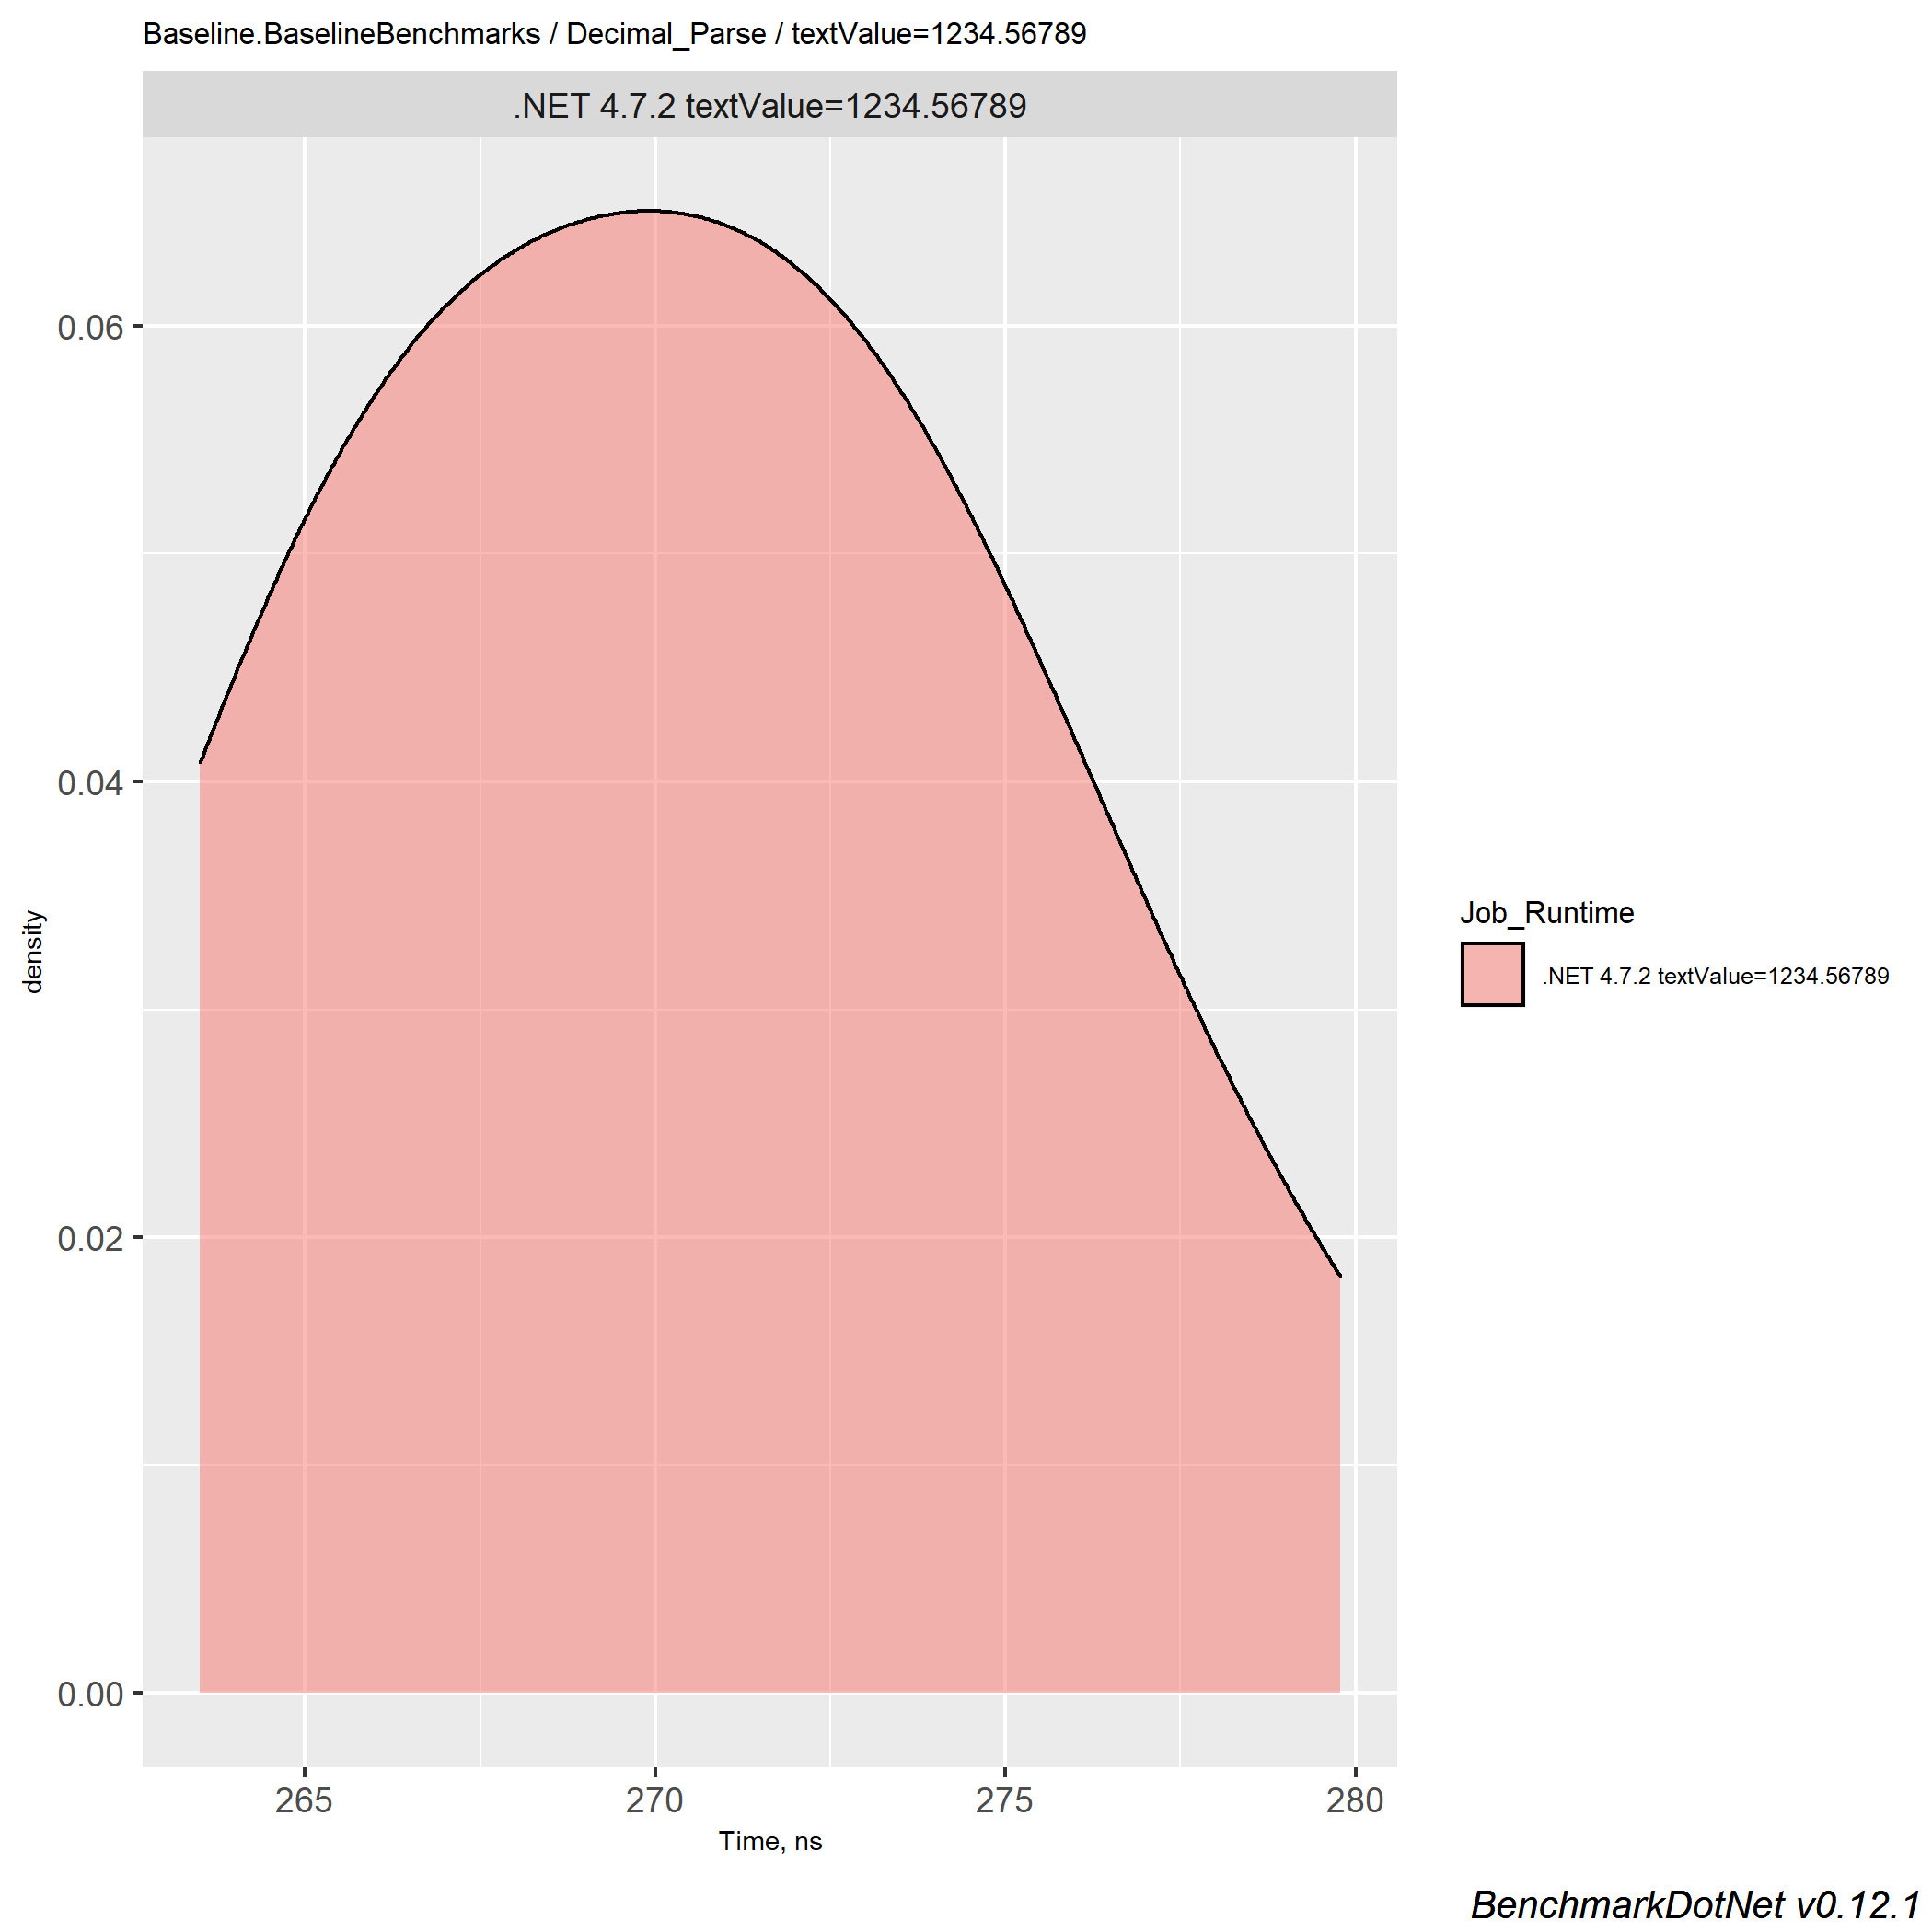 Baseline.BaselineBenchmarks / Decimal_Parse / textValue=1234.56789
.NET 4.7.2 textValue=1234.56789
0.06
0.04
0.02
0.00
density
265 270 275 280
Time, ns
Job_Runtime
.NET 4.7.2 textValue=1234.56789
BenchmarkDotNet v0.12.1